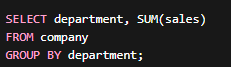 SELECT department, SUM(sales)
FROM company
GROUP BY department;